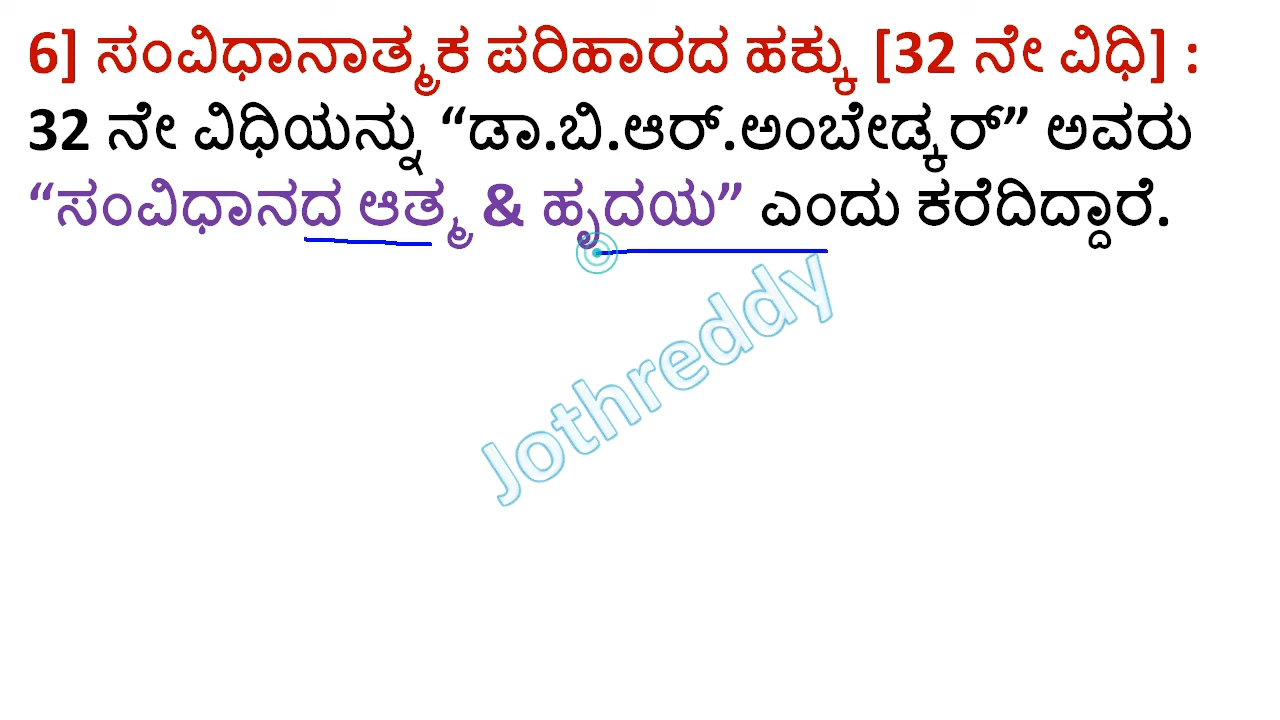 6] ಸಂವಿಧಾನಾತ್ಮಕ ಪರಿಹಾರದ ಹಕ್ಕು [32 ನೇ ವಿಧಿ] :
32 ನೇ ವಿಧಿಯನ್ನು “ಡಾ.ಬಿ.ಆರ್.ಅಂಬೇಡ್ಕರ್” ಅವರು
“ಸಂವಿಧಾನದ ಆತ್ಮ & ಹೃದಯ” ಎಂದು ಕರೆದಿದ್ದಾರೆ.
Jothreddy